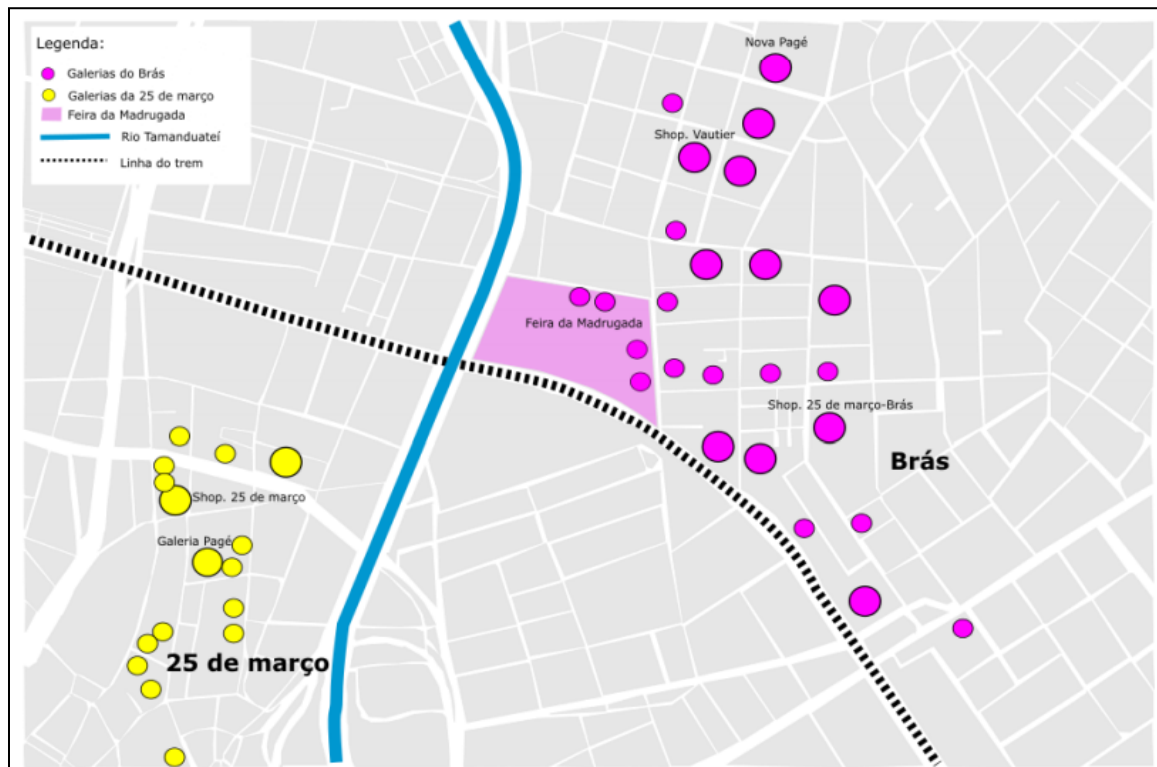 Legenda:
Galerias do Brás
Galerias da 25 de março
Feira da Madrugada
Rio Tamanduateí
Linha do trem
Nova Pagé
Shop. Vautier
Feira da Madrugada
Shop. 25 de março-Brás
Brás
Shop. 25 de março
Galeria Pagé
25 de março